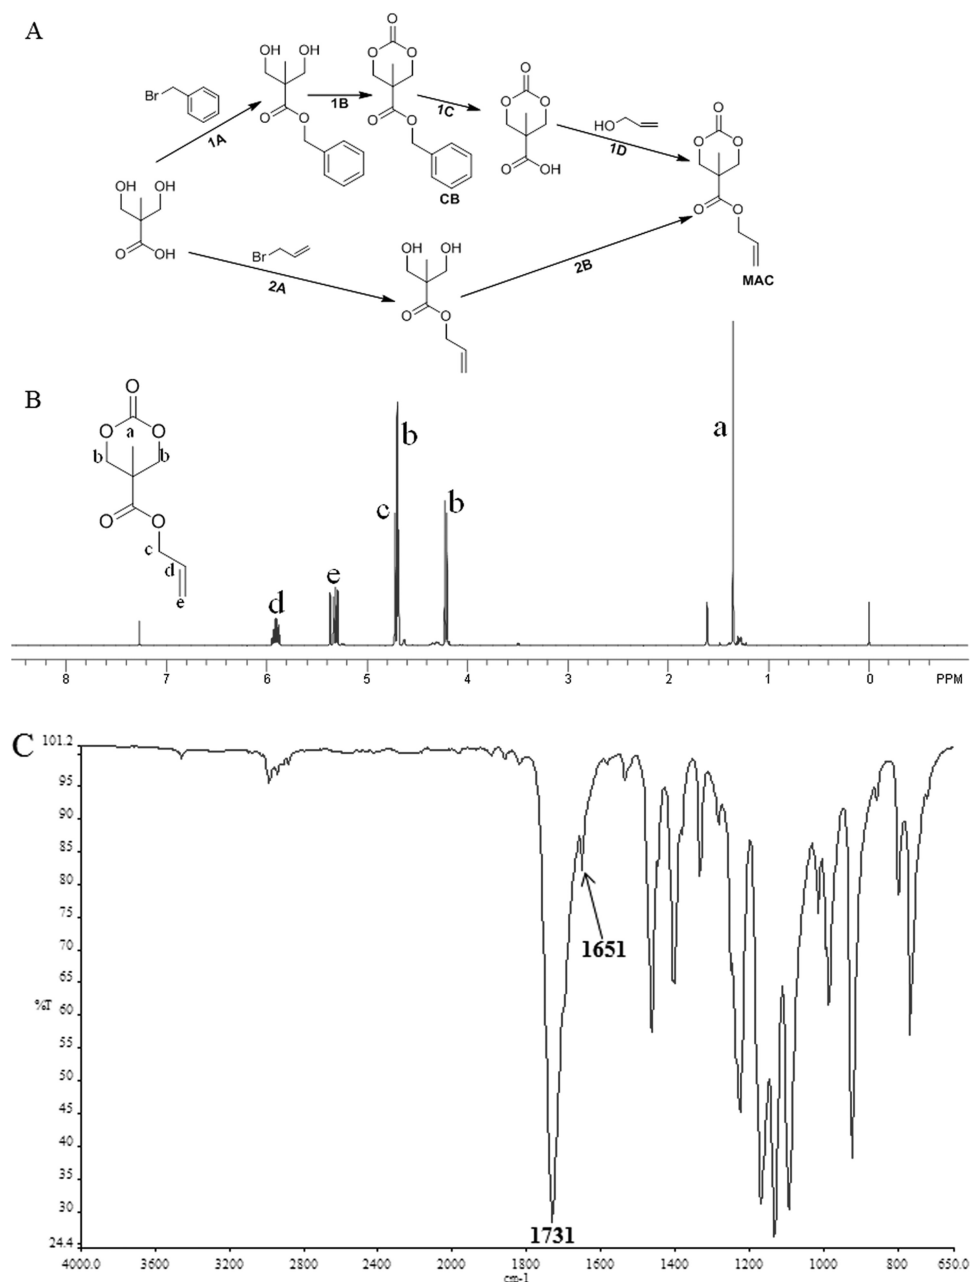 A
O
OH OH
O O
O
Br
1B
1C
O O
HO
O
1A
O
1D
O O
O
O
O
O OH
CB
OH OH
O
O
O OH
Br
2B
MAC
2A
OH OH
O
O
B
O
O a O
b b
O
O
c
d
e
d
e
c
b
b
a
8 7 6 5 4 3 2 1 0 PPM
C
101.2
95
90
85
80
75
70
65
%T 60
55
50
45
40
35
30
24.4
1651
1731
4000.0 3600 3200 2800 2400 2000 1800 1600 1400 1200 1000 800 650.0
cm-1